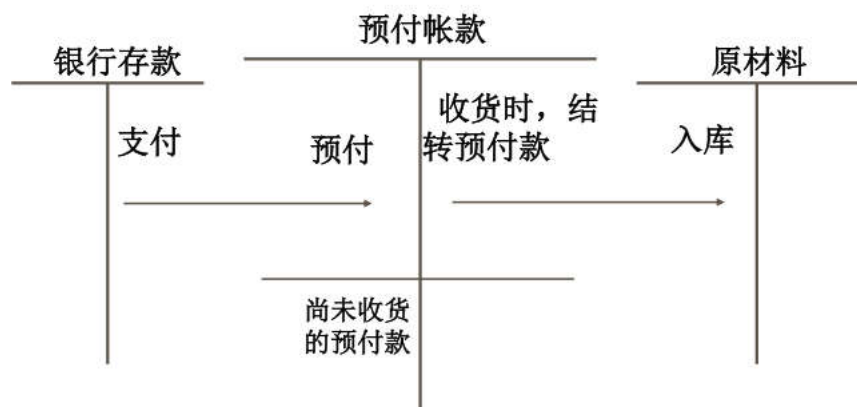 预付帐款
银行存款
原材料
支付
预付
收货时，结
转预付款
入库
尚未收货
的预付款